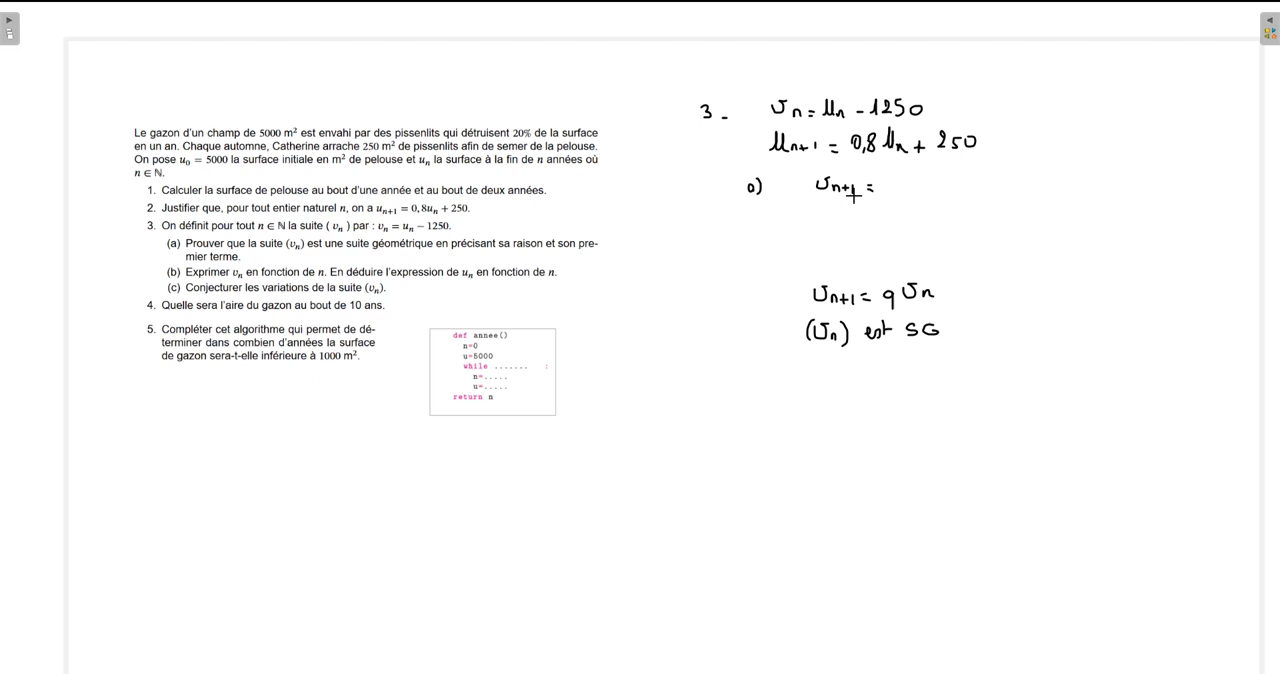 Le gazon d'un champ de 5000 m² est envahi par des pissenlits qui détruisent 20% de la surface
en un an. Chaque automne, Catherine arrache 250 m² de pissenlits afin de semer de la pelouse.
On pose u₀ = 5000 la surface initiale en m² de pelouse et uₙ la surface à la fin de n années où
n ∈ ℕ.
1. Calculer la surface de pelouse au bout d'une année et au bout de deux années.
2. Justifier que, pour tout entier naturel n, on a uₙ₊₁ = 0, 8uₙ + 250.
3. On définit pour tout n ∈ ℕ la suite ( vₙ ) par : vₙ = uₙ − 1250.
(a) Prouver que la suite (vₙ) est une suite géométrique en précisant sa raison et son pre-
mier terme.
(b) Exprimer vₙ en fonction de n. En déduire l'expression de uₙ en fonction de n.
(c) Conjecturer les variations de la suite (vₙ).
4. Quelle sera l'aire du gazon au bout de 10 ans.
5. Compléter cet algorithme qui permet de dé-
terminer dans combien d'années la surface
de gazon sera-t-elle inférieure à 1000 m².
def annee()
n=0
u=5000
while ....... :
n=.....
u=.....
return n
3 - vₙ = uₙ - 1250
uₙ₊₁ = 0,8 uₙ + 250
a) vₙ₊₁ =
vₙ₊₁ = q vₙ
(vₙ) est SG